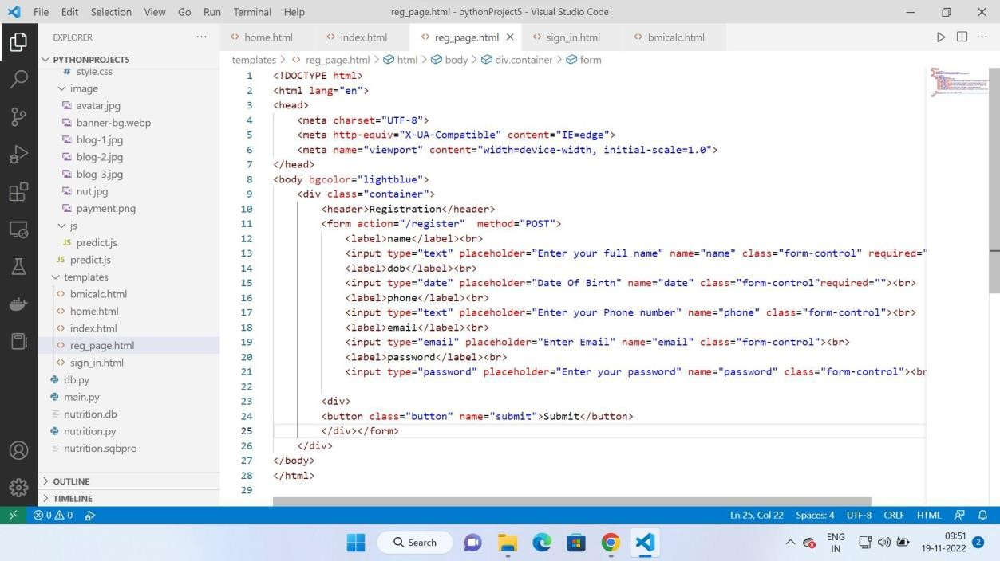 File Edit Selection View Go Run Terminal Help reg_page.html - pythonProject5 - Visual Studio Code
EXPLORER
PYTHONPROJECT5
# style.css
image
avatar.jpg
banner-bg.webp
blog-1.jpg
blog-2.jpg
blog-3.jpg
nut.jpg
payment.png
js
JS predict.js
JS predict.js
templates
<> bmicalc.html
<> home.html
<> index.html
<> reg_page.html
<> sign_in.html
db.py
main.py
nutrition.db
nutrition.py
nutrition.sqbpro
OUTLINE
TIMELINE
<> home.html <> index.html <> reg_page.html <> sign_in.html <> bmicalc.html
templates > <> reg_page.html > html > body > div.container > form
1 <!DOCTYPE html>
2 <html lang="en">
3 <head>
4 <meta charset="UTF-8">
5 <meta http-equiv="X-UA-Compatible" content="IE=edge">
6 <meta name="viewport" content="width=device-width, initial-scale=1.0">
7 </head>
8 <body bgcolor="lightblue">
9 <div class="container">
10 <header>Registration</header>
11 <form action="/register"  method="POST">
12 <label>name</label><br>
13 <input type="text" placeholder="Enter your full name" name="name" class="form-control" required="
14 <label>dob</label><br>
15 <input type="date" placeholder="Date Of Birth" name="date" class="form-control"required=""><br>
16 <label>phone</label><br>
17 <input type="text" placeholder="Enter your Phone number" name="phone" class="form-control"><br>
18 <label>email</label><br>
19 <input type="email" placeholder="Enter Email" name="email" class="form-control"><br>
20 <label>password</label><br>
21 <input type="password" placeholder="Enter your password" name="password" class="form-control"><br
22
23 <div>
24 <button class="button" name="submit">Submit</button>
25 </div></form>
26 </div>
27 </body>
28 </html>
29
0 0 Ln 25, Col 22 Spaces: 4 UTF-8 CRLF HTML
Search
ENG
IN
09:51
19-11-2022
2